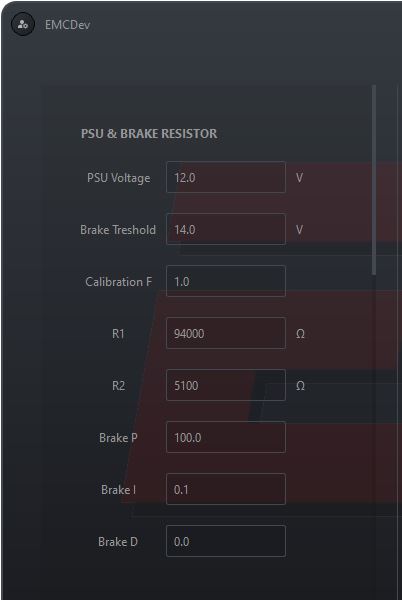 EMCDev
PSU & BRAKE RESISTOR
PSU Voltage 12.0 V
Brake Treshold 14.0 V
Calibration F 1.0
R1 94000 Ω
R2 5100 Ω
Brake P 100.0
Brake I 0.1
Brake D 0.0